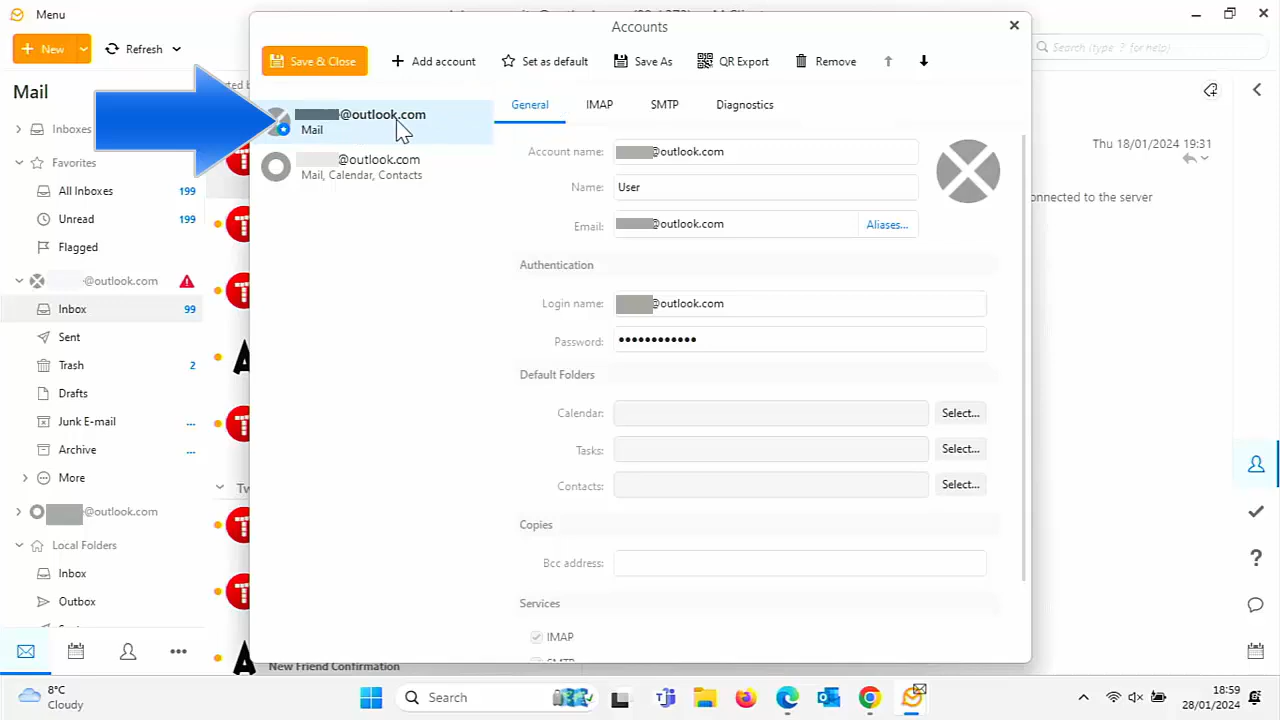 Menu
Accounts
New
Refresh
Search (type ? for help)
Save & Close
Add account
Set as default
Save As
QR Export
Remove
Mail
@outlook.com
Mail
@outlook.com
Mail, Calendar, Contacts
General
IMAP
SMTP
Diagnostics
Account name:
@outlook.com
Name:
User
Email:
@outlook.com
Aliases...
Authentication
Login name:
@outlook.com
Password:
••••••••••••
Default Folders
Calendar:
Select...
Tasks:
Select...
Contacts:
Select...
Copies
Bcc address:
Services
IMAP
SMTP
Inboxes
Favorites
All Inboxes
199
Unread
199
Flagged
@outlook.com
Inbox
99
Sent
Trash
2
Drafts
Junk E-mail
...
Archive
...
More
@outlook.com
Local Folders
Inbox
Outbox
Thu 18/01/2024 19:31
onnected to the server
New Friend Confirmation
8°C
Cloudy
Search
18:59
28/01/2024